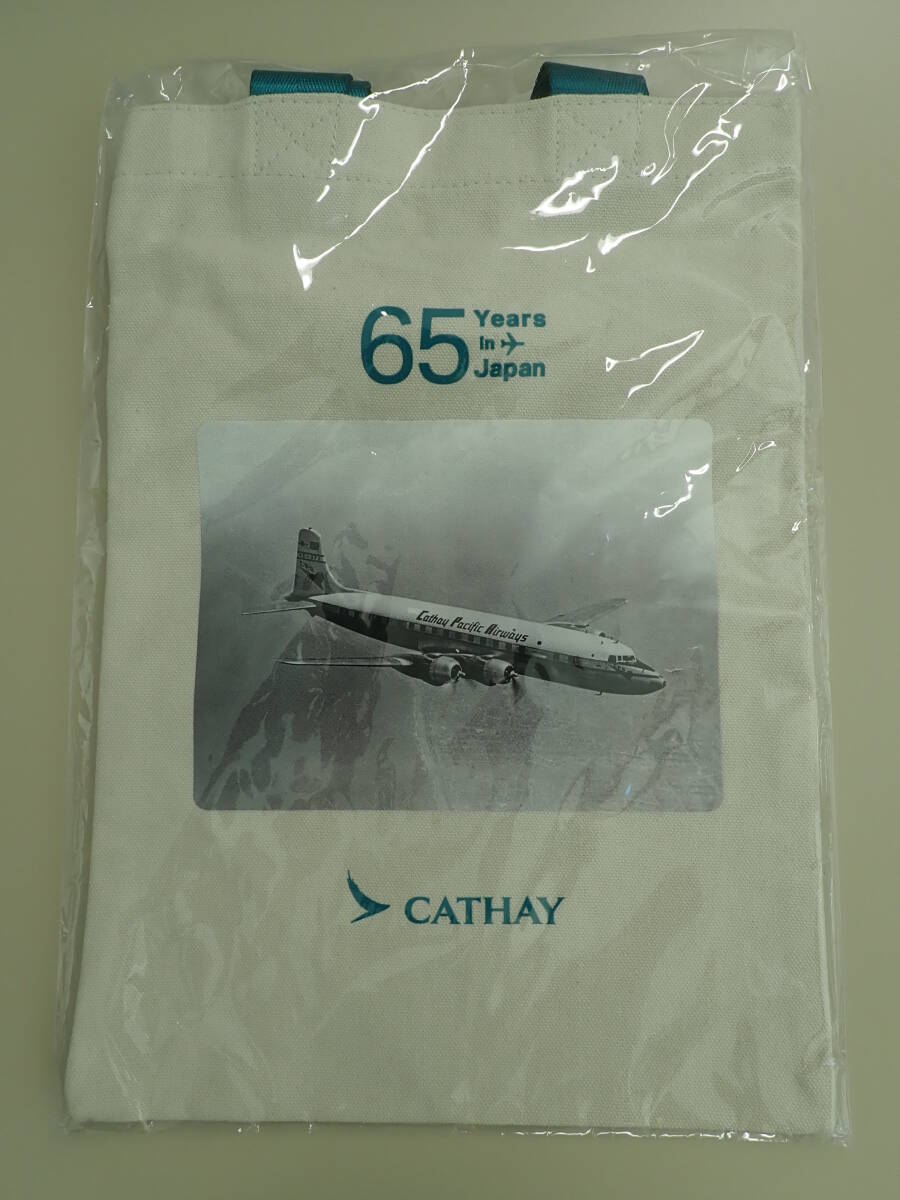 65 Years
In
Japan
Cathay Pacific Airways
CATHAY